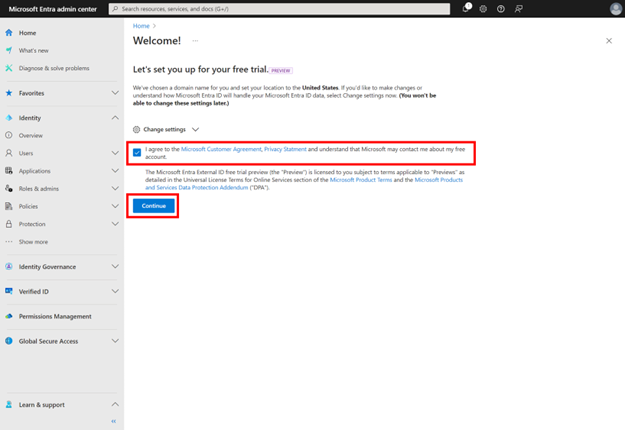 Microsoft Entra admin center
Search resources, services, and docs (G+/)
1
Home
What's new
Diagnose & solve problems
Favorites
Identity
Overview
Users
Applications
Roles & admins
Policies
Protection
Show more
Identity Governance
Verified ID
Permissions Management
Global Secure Access
Learn & support
Home
Welcome!
Let's set you up for your free trial. PREVIEW
We've chosen a domain name for you and set your location to the United States. If you'd like to make changes or
understand how Microsoft Entra ID will handle your Microsoft Entra ID data, select Change settings now. (You won't be
able to change these settings later.)
Change settings
I agree to the Microsoft Customer Agreement, Privacy Statment and understand that Microsoft may contact me about my free
account.
The Microsoft Entra External ID free trial preview (the "Preview") is licensed to you subject to terms applicable to "Previews" as
detailed in the Universal License Terms for Online Services section of the Microsoft Product Terms and the Microsoft Products
and Services Data Protection Addendum ("DPA").
Continue